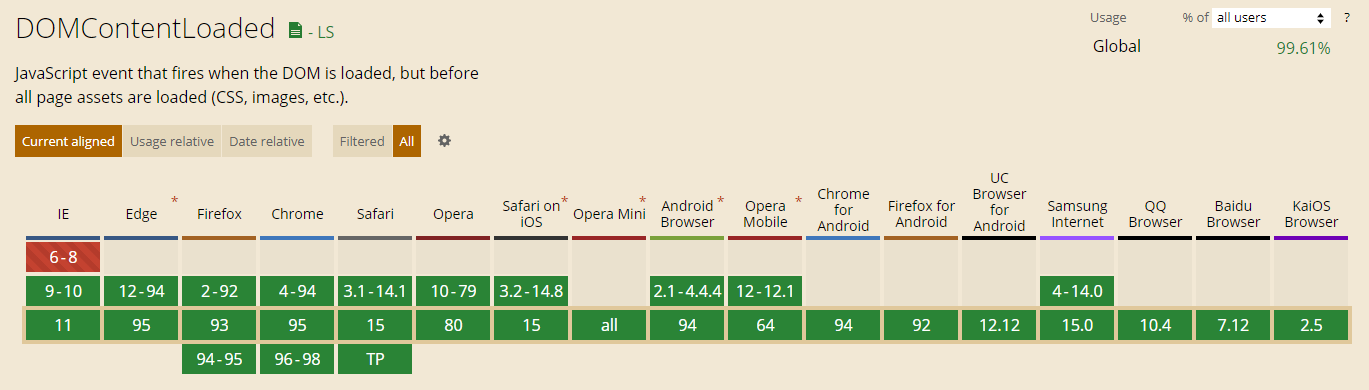 DOMContentLoaded - LS
Usage % of all users ?
Global 99.61%
JavaScript event that fires when the DOM is loaded, but before
all page assets are loaded (CSS, images, etc.).
Current aligned Usage relative Date relative Filtered All
IE Edge * Firefox Chrome Safari Opera Safari on iOS * Opera Mini * Android Browser * Opera Mobile * Chrome for Android Firefox for Android UC Browser for Android Samsung Internet QQ Browser Baidu Browser KaiOS Browser
6-8
9-10 12-94 2-92 4-94 3.1-14.1 10-79 3.2-14.8 2.1-4.4.4 12-12.1 4-14.0
11 95 93 95 15 80 15 all 94 64 94 92 12.12 15.0 10.4 7.12 2.5
94-95 96-98 TP